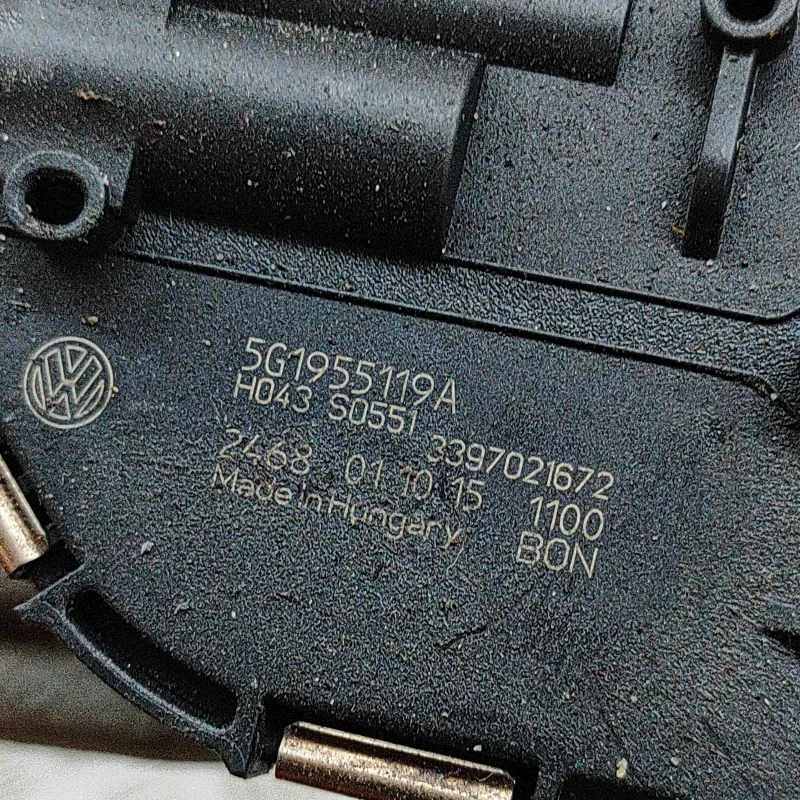 5G1955119A
H043 S0551 3397021672
2468 01 10 15 1100
Made in Hungary BON